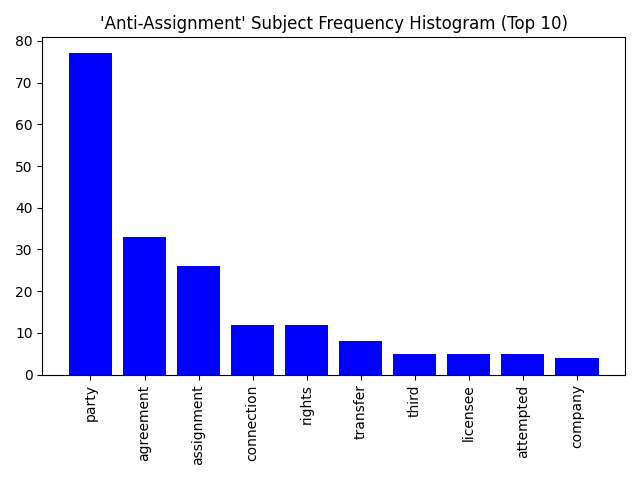 'Anti-Assignment' Subject Frequency Histogram (Top 10)
80
70
60
50
40
30
20
10
0
party
agreement
assignment
connection
rights
transfer
third
licensee
attempted
company